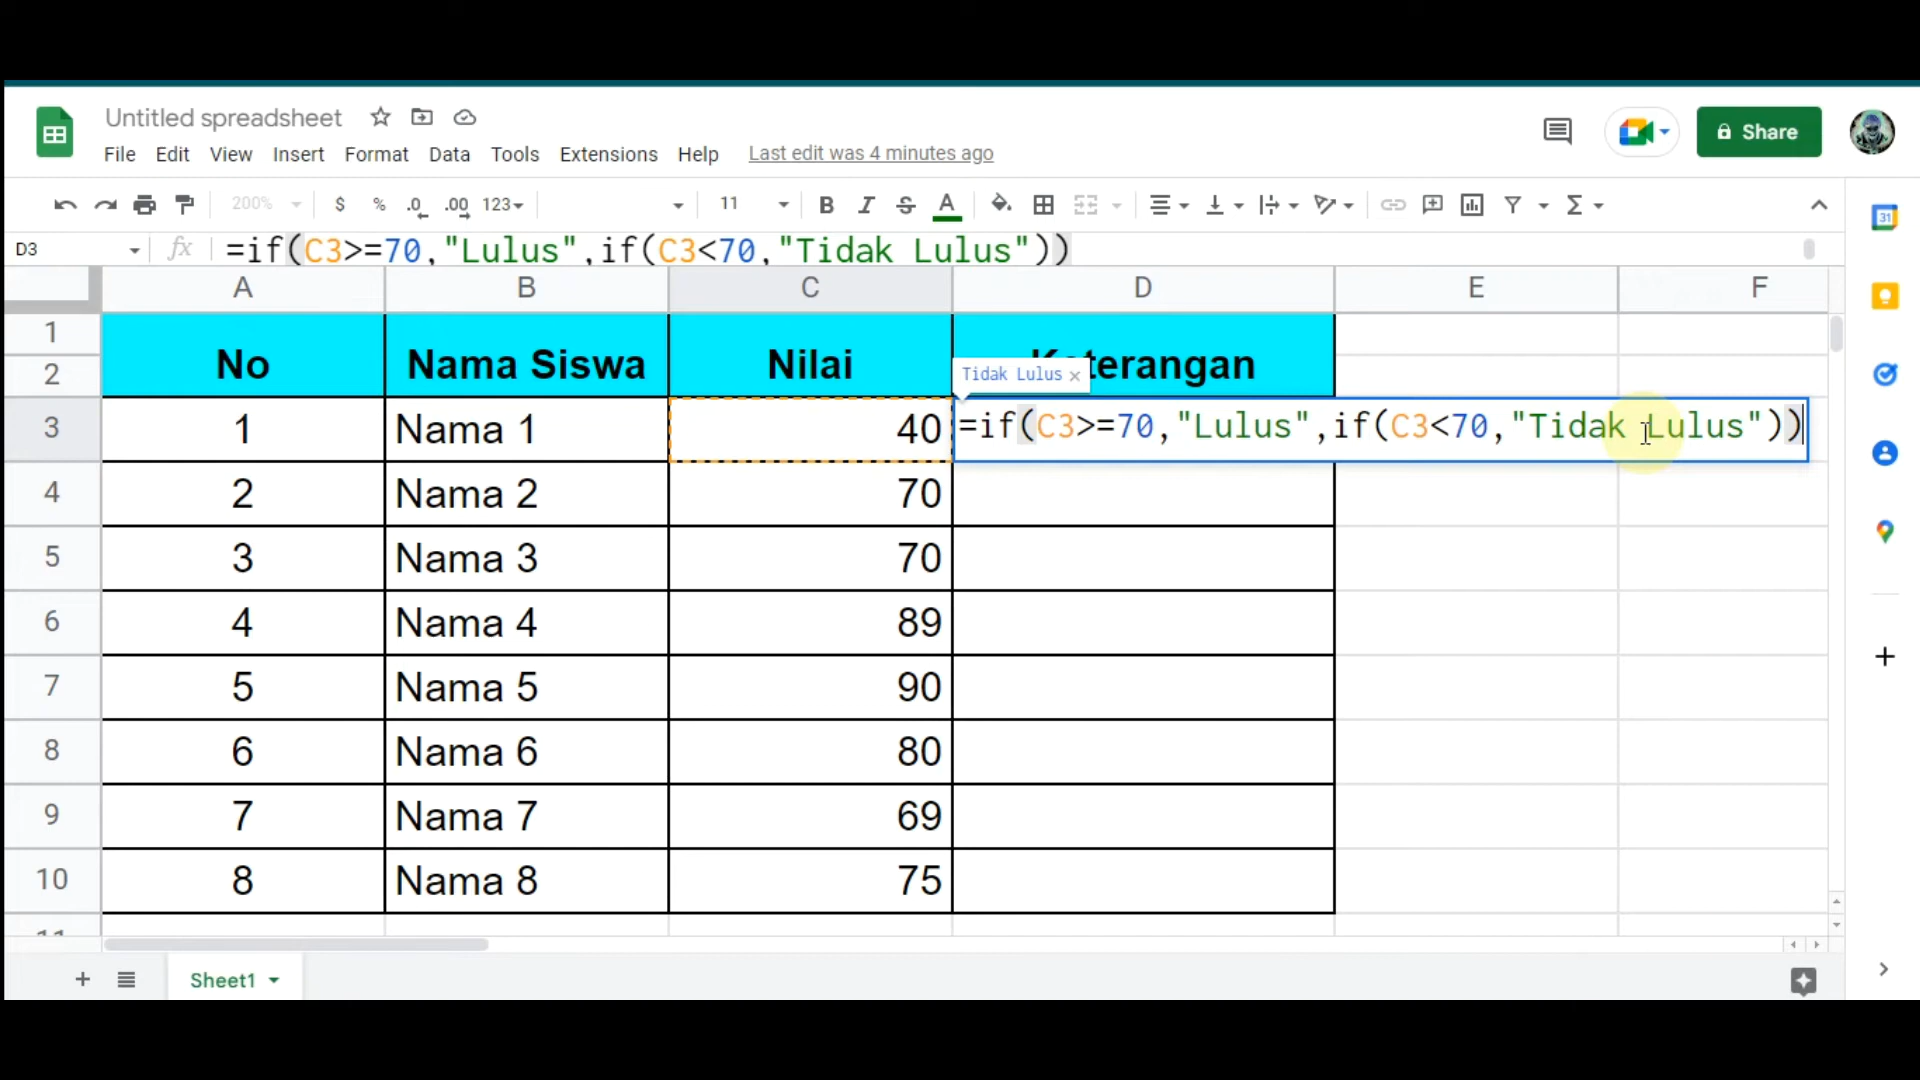 Untitled spreadsheet
File Edit View Insert Format Data Tools Extensions Help Last edit was 4 minutes ago
Share
200% $ % .0 .00 123 11 B I S A Σ
31
D3 fx =if(C3>=70,"Lulus",if(C3<70,"Tidak Lulus"))
A B C D E F
1
2 No Nama Siswa Nilai Keterangan
Tidak Lulus ×
3 1 Nama 1 40 =if(C3>=70,"Lulus",if(C3<70,"Tidak Lulus"))
4 2 Nama 2 70
5 3 Nama 3 70
6 4 Nama 4 89
7 5 Nama 5 90
8 6 Nama 6 80
9 7 Nama 7 69
10 8 Nama 8 75
11
Sheet1